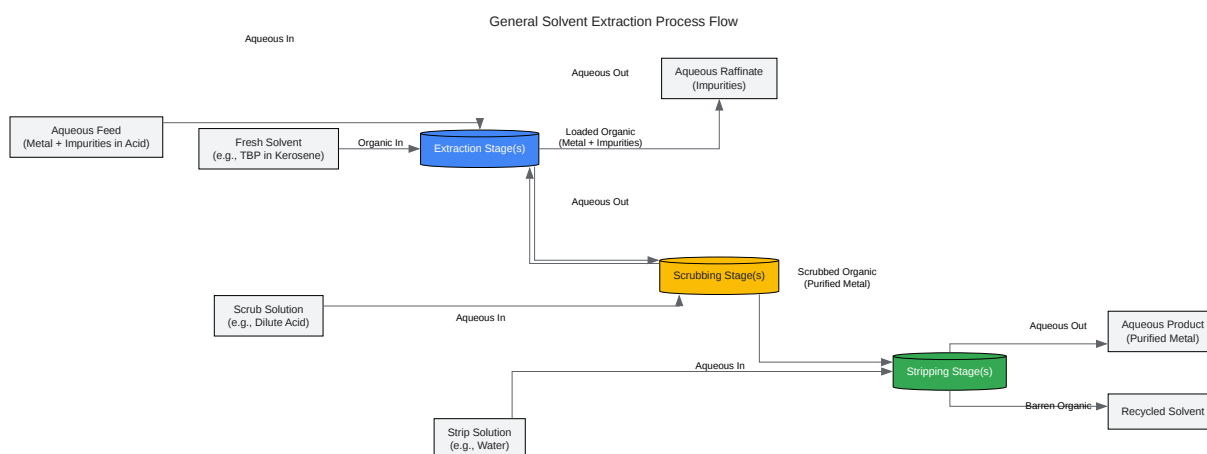 General Solvent Extraction Process Flow
Aqueous In
Aqueous Out
Aqueous Raffinate
(Impurities)
Aqueous Feed
(Metal + Impurities in Acid)
Fresh Solvent
(e.g., TBP in Kerosene)
Organic In
Extraction Stage(s)
Loaded Organic
(Metal + Impurities)
Aqueous Out
Scrubbing Stage(s)
Scrubbed Organic
(Purified Metal)
Scrub Solution
(e.g., Dilute Acid)
Aqueous In
Aqueous Out
Aqueous Product
(Purified Metal)
Aqueous In
Stripping Stage(s)
Barren Organic
Recycled Solvent
Strip Solution
(e.g., Water)